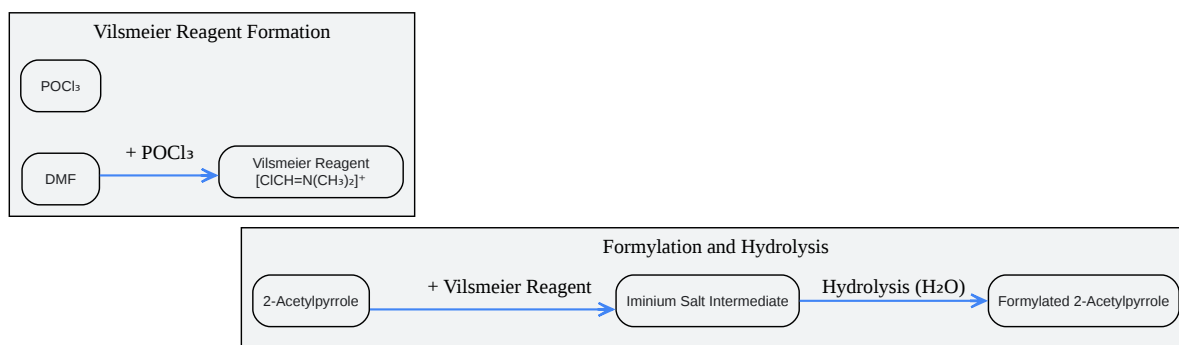 Vilsmeier Reagent Formation
POCl₃
DMF
+ POCl₃
Vilsmeier Reagent
[ClCH=N(CH₃)₂]⁺
Formylation and Hydrolysis
2-Acetylpyrrole
+ Vilsmeier Reagent
Iminium Salt Intermediate
Hydrolysis (H₂O)
Formylated 2-Acetylpyrrole